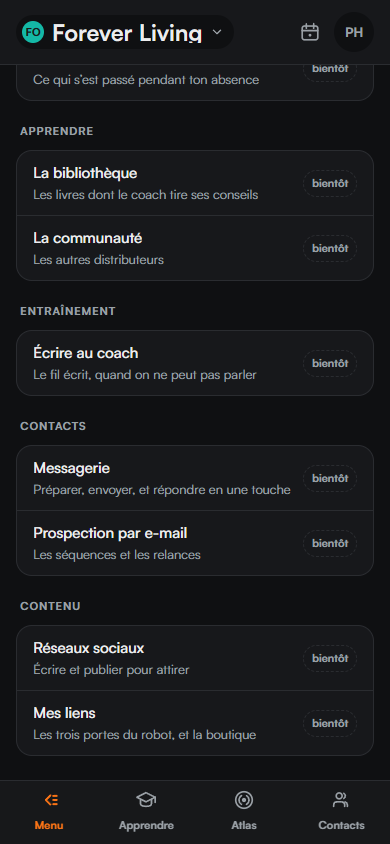 FO Forever Living PH
Ce qui s'est passé pendant ton absence bientôt
APPRENDRE
La bibliothèque
Les livres dont le coach tire ses conseils bientôt
La communauté
Les autres distributeurs bientôt
ENTRAÎNEMENT
Écrire au coach
Le fil écrit, quand on ne peut pas parler bientôt
CONTACTS
Messagerie
Préparer, envoyer, et répondre en une touche bientôt
Prospection par e-mail
Les séquences et les relances bientôt
CONTENU
Réseaux sociaux
Écrire et publier pour attirer bientôt
Mes liens
Les trois portes du robot, et la boutique bientôt
Menu Apprendre Atlas Contacts